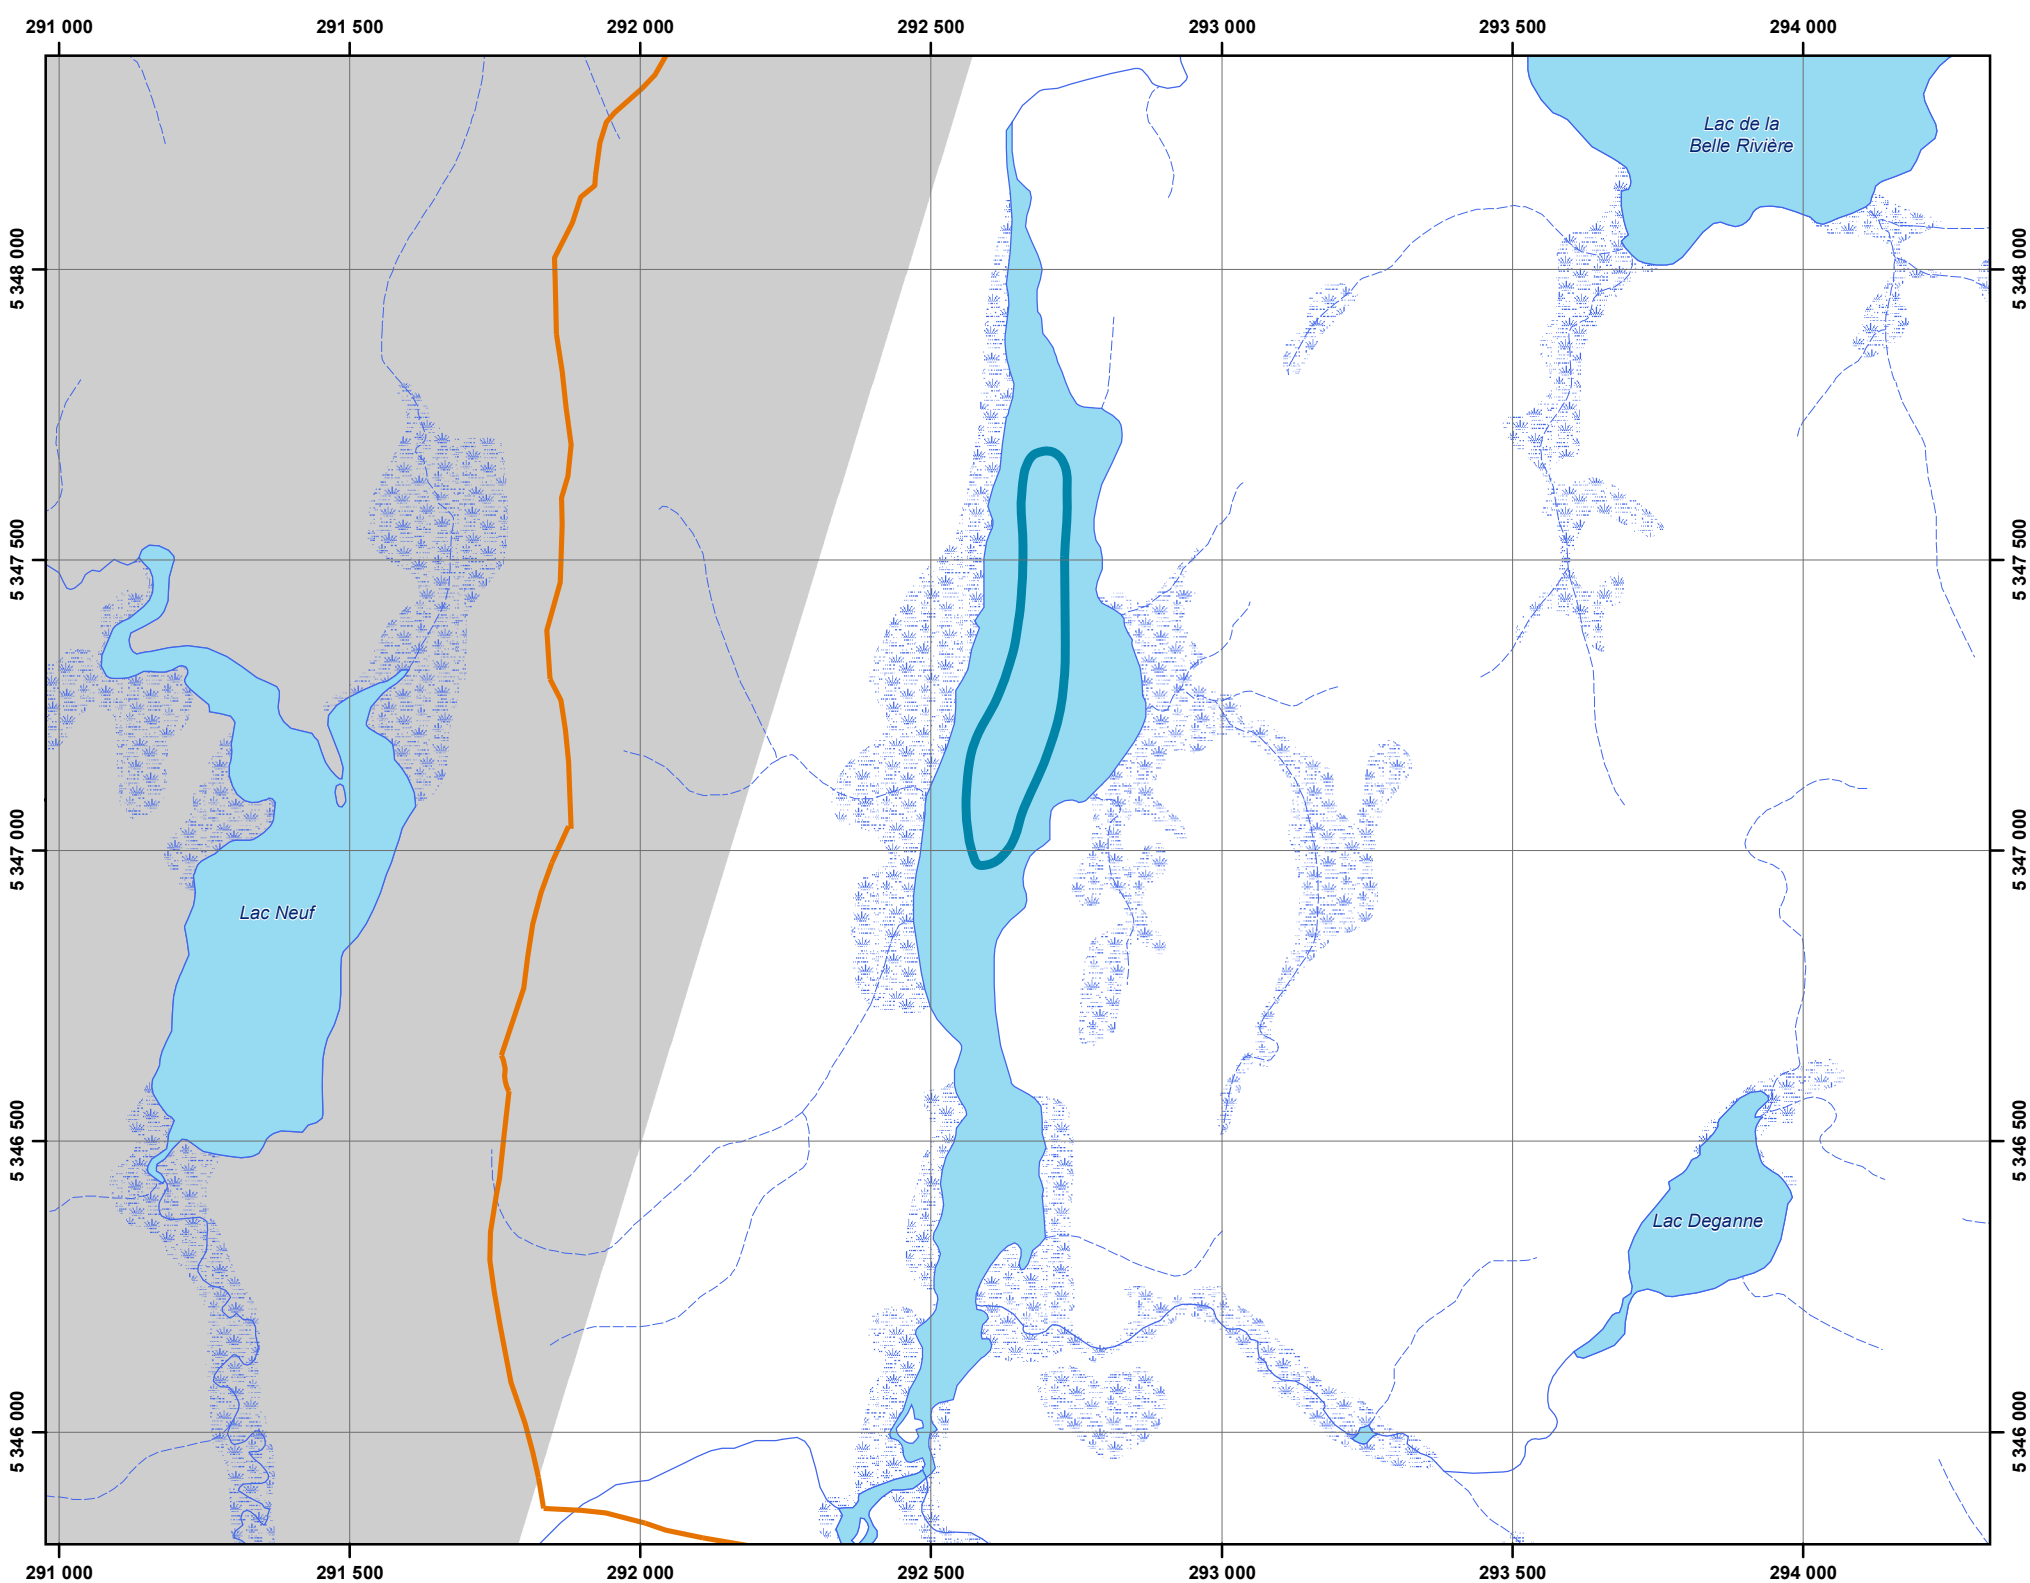 291 000 291 500 292 000 292 500 293 000 293 500 294 000
Lac de la
Belle Rivière
5 348 000 5 348 000
5 347 500 5 347 500
5 347 000 5 347 000
Lac Neuf
5 346 500 5 346 500
Lac Deganne
5 346 000 5 346 000
291 000 291 500 292 000 292 500 293 000 293 500 294 000